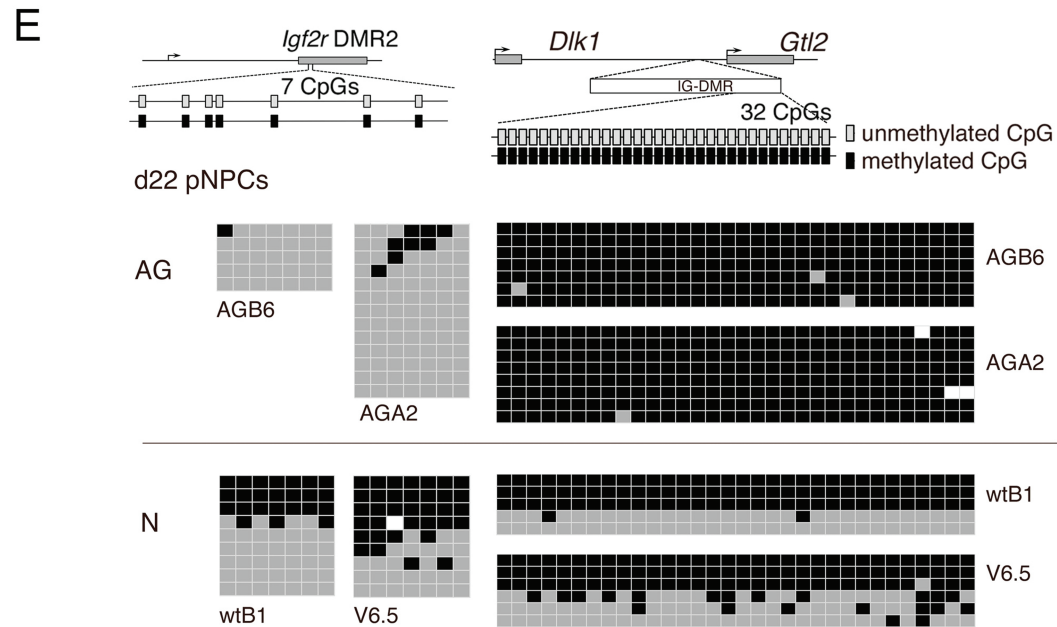 E
Igf2r DMR2
Dlk1
Gtl2
7 CpGs
IG-DMR
32 CpGs
unmethylated CpG
methylated CpG
d22 pNPCs
AG
AGB6
AGA2
AGB6
AGA2
N
wtB1
V6.5
wtB1
V6.5